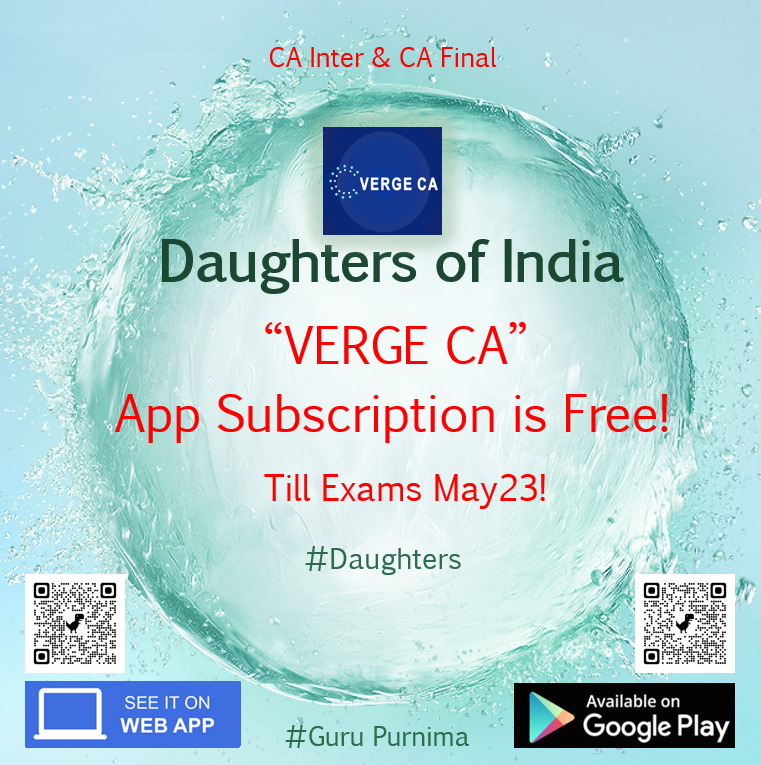 CA Inter & CA Final
VERGE CA
Daughters of India
“VERGE CA”
App Subscription is Free!
Till Exams May23!
#Daughters
SEE IT ON
WEB APP
Available on
Google Play
#Guru Purnima